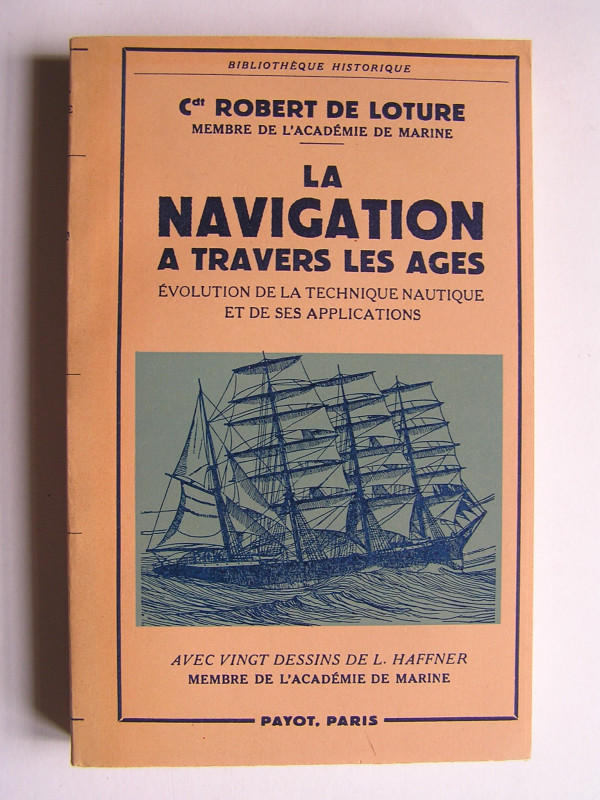 BIBLIOTHÈQUE HISTORIQUE
Cdt ROBERT DE LOTURE
MEMBRE DE L'ACADÉMIE DE MARINE
LA
NAVIGATION
A TRAVERS LES AGES
ÉVOLUTION DE LA TECHNIQUE NAUTIQUE
ET DE SES APPLICATIONS
AVEC VINGT DESSINS DE L. HAFFNER
MEMBRE DE L'ACADÉMIE DE MARINE
PAYOT, PARIS